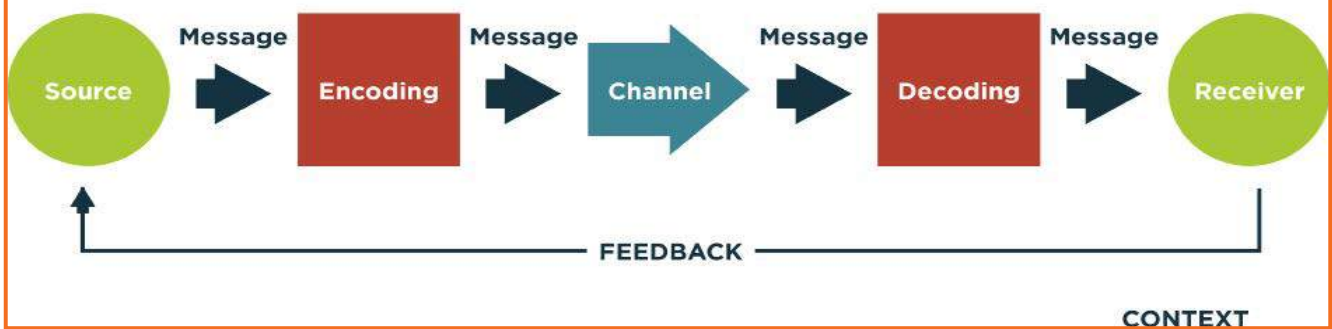 Message Message Message Message
Source Encoding Channel Decoding Receiver
FEEDBACK
CONTEXT